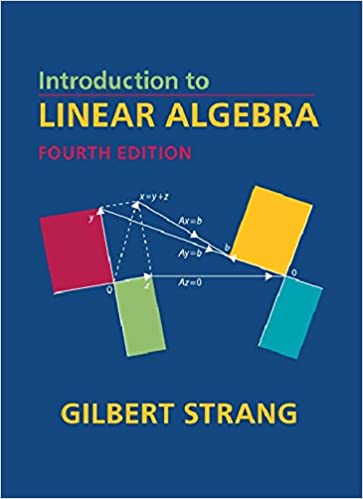 Introduction to
LINEAR ALGEBRA
FOURTH EDITION
x=y+z
y
Ax=b
Ay=b
b
Az=0
0
z
0
GILBERT STRANG